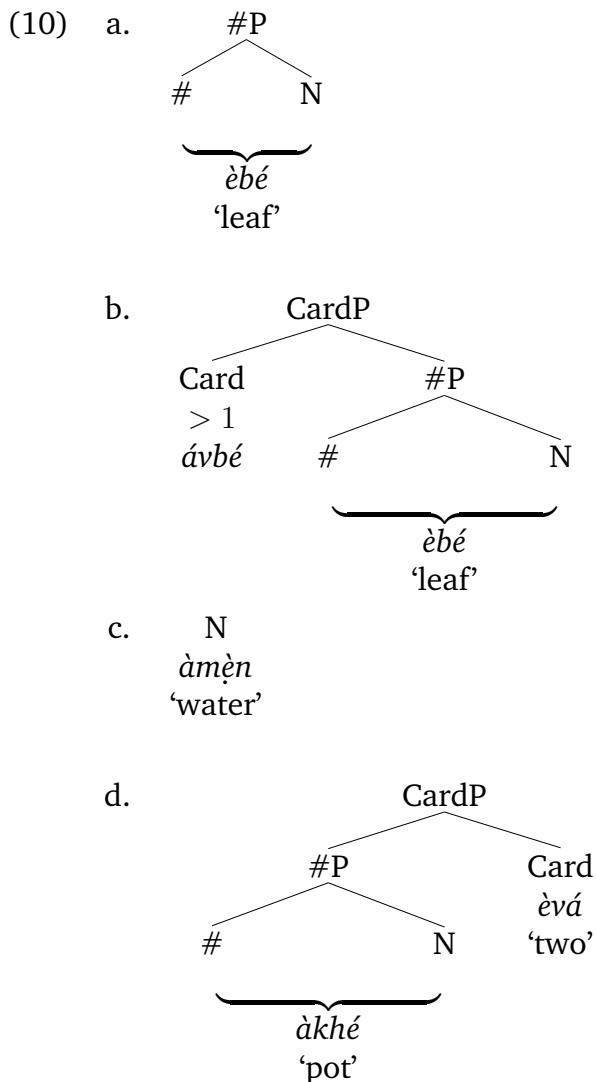 (10) a. #P
# N
èbé
‘leaf’
b. CardP
Card #P
> 1
ávbé # N
èbé
‘leaf’
c. N
àmẹ̀n
‘water’
d. CardP
#P Card
èvá
# N ‘two’
àkhé
‘pot’